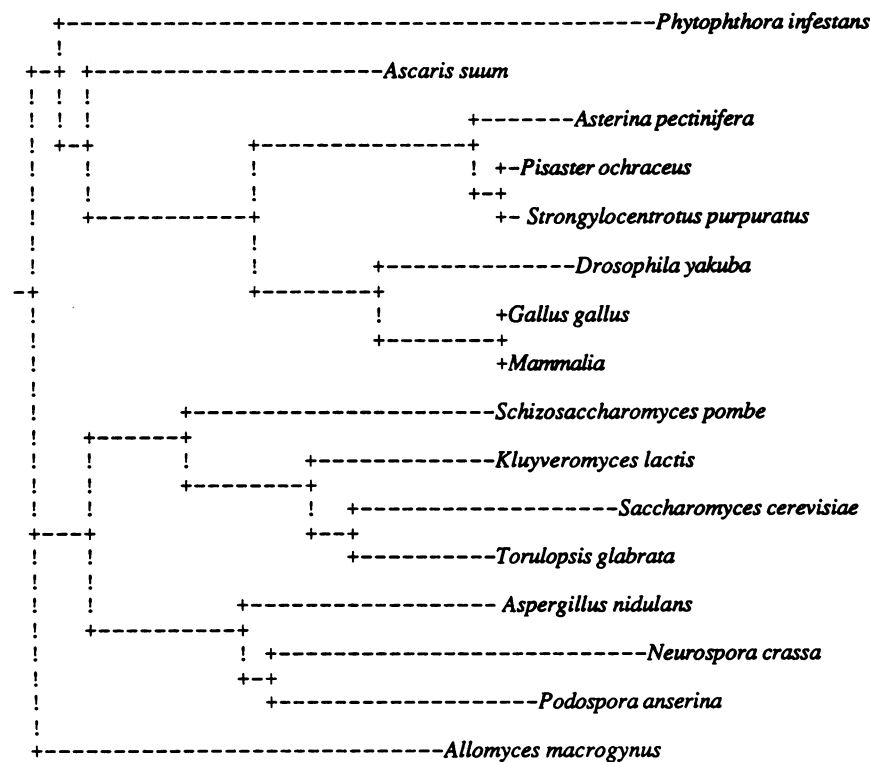 Phytophthora infestans
Ascaris suum
Asterina pectinifera
Pisaster ochraceus
Strongylocentrotus purpuratus
Drosophila yakuba
Gallus gallus
Mammalia
Schizosaccharomyces pombe
Kluyveromyces lactis
Saccharomyces cerevisiae
Torulopsis glabrata
Aspergillus nidulans
Neurospora crassa
Podospora anserina
Allomyces macrogynus